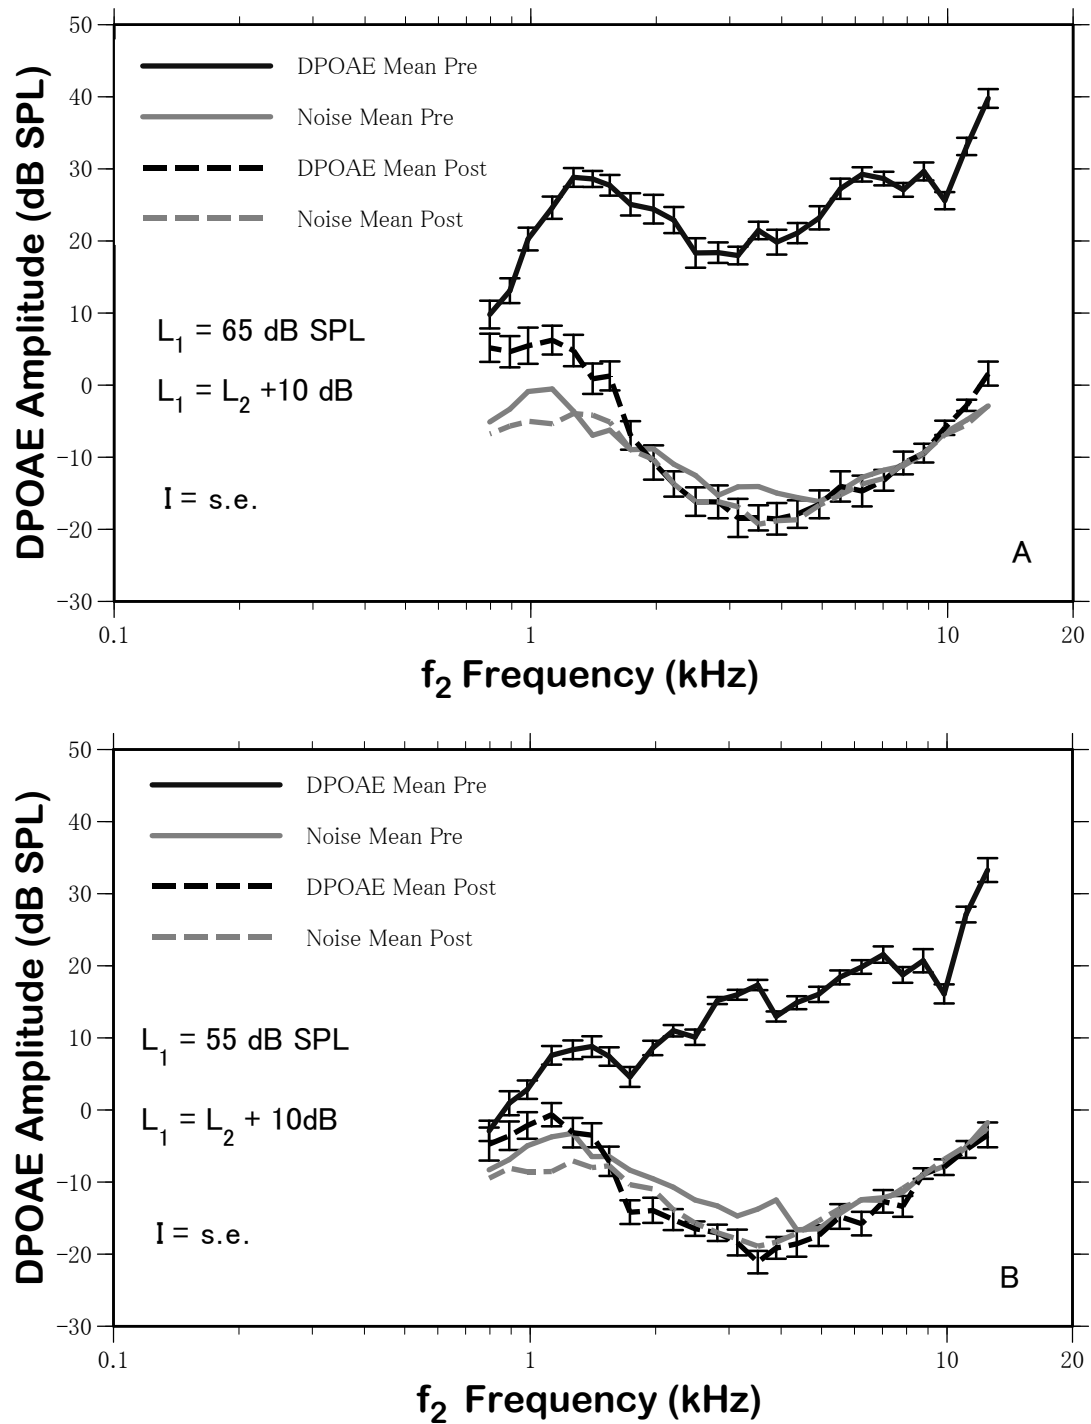 50
40
30
20
10
0
−10
−20
−30
DPOAE Amplitude (dB SPL)
DPOAE Mean Pre
Noise Mean Pre
DPOAE Mean Post
Noise Mean Post
L1 = 65 dB SPL
L1 = L2 +10 dB
I = s.e.
A
0.1 1 10 20
f2 Frequency (kHz)
50
40
30
20
10
0
−10
−20
−30
DPOAE Amplitude (dB SPL)
DPOAE Mean Pre
Noise Mean Pre
DPOAE Mean Post
Noise Mean Post
L1 = 55 dB SPL
L1 = L2 + 10dB
I = s.e.
B
0.1 1 10 20
f2 Frequency (kHz)